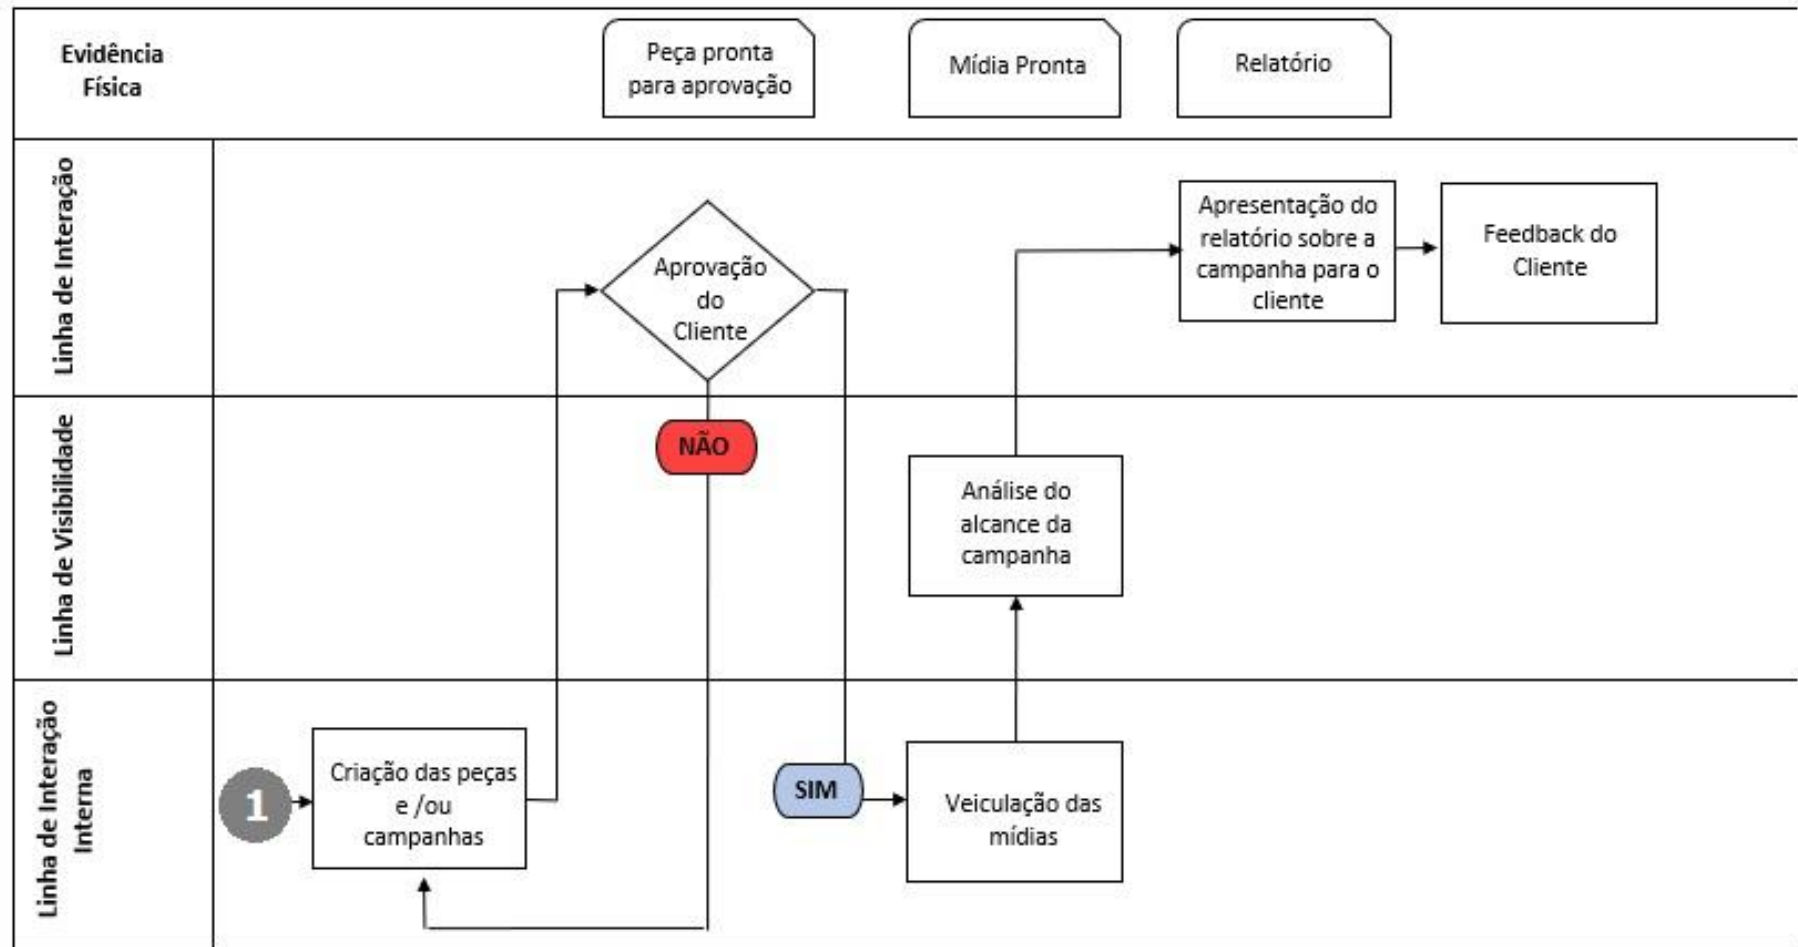 Evidência
Física
Peça pronta
para aprovação
Mídia Pronta
Relatório
Linha de Interação
Aprovação
do
Cliente
Apresentação do
relatório sobre a
campanha para o
cliente
Feedback do
Cliente
Linha de Visibilidade
NÃO
Análise do
alcance da
campanha
Linha de Interação
Interna
1
Criação das peças
e /ou
campanhas
SIM
Veiculação das
mídias